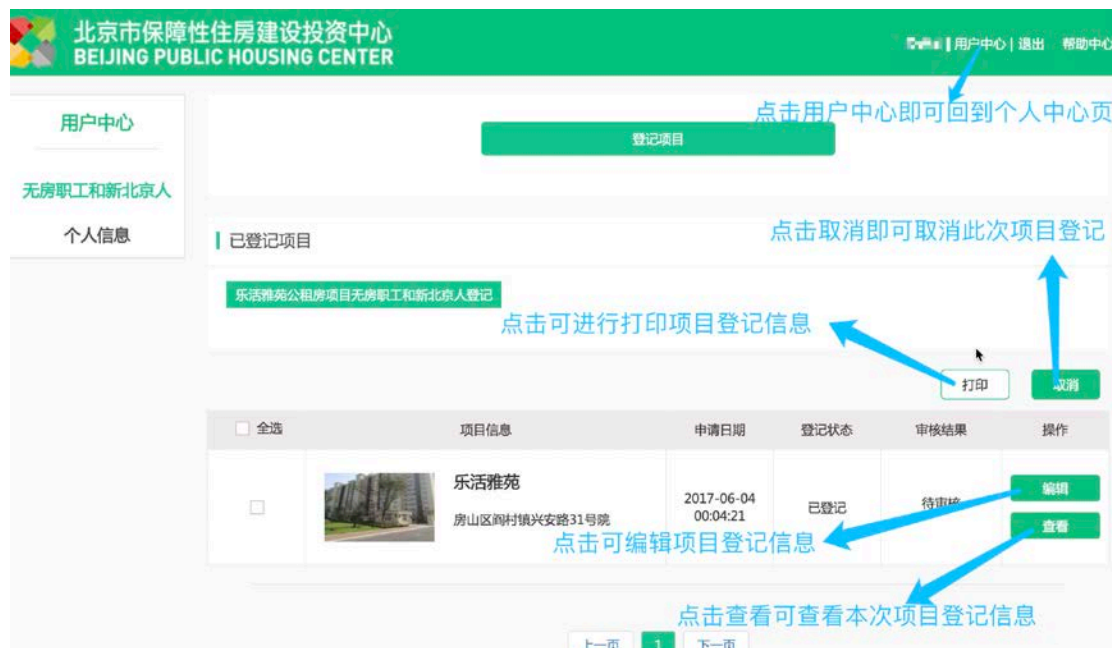 北京市保障性住房建设投资中心
BEIJING PUBLIC HOUSING CENTER
用户中心 | 退出 帮助中心
点击用户中心即可回到个人中心页
用户中心
登记项目
无房职工和新北京人
个人信息
已登记项目
点击取消即可取消此次项目登记
乐活雅苑公租房项目无房职工和新北京人登记
点击可进行打印项目登记信息
打印
取消
全选 项目信息 申请日期 登记状态 审核结果 操作
乐活雅苑
房山区阎村镇兴安路31号院
2017-06-04
00:04:21
已登记
待审核
编辑
查看
点击可编辑项目登记信息
点击查看可查看本次项目登记信息
上一页 1 下一页